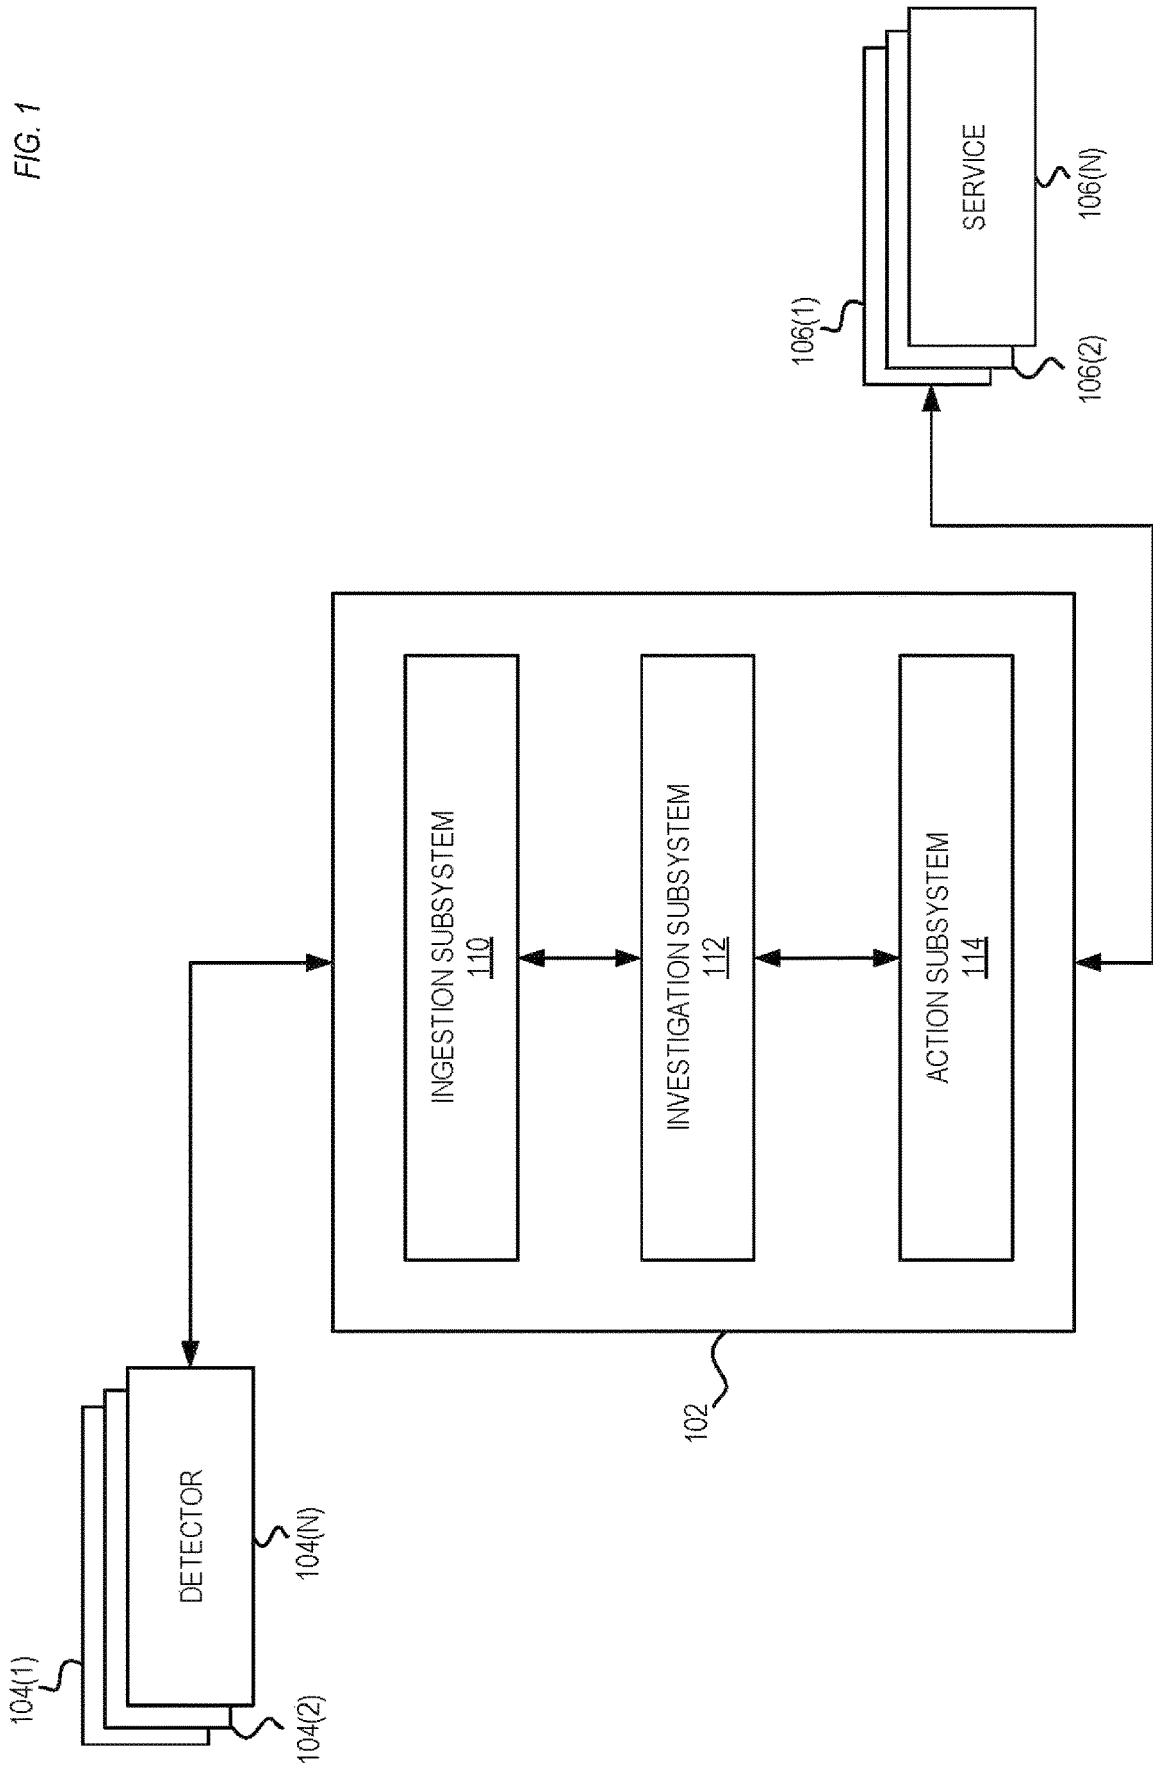 FIG. 1
104(1)
DETECTOR
104(2)
104(N)
INGESTION SUBSYSTEM
110
INVESTIGATION SUBSYSTEM
112
ACTION SUBSYSTEM
114
102
106(1)
SERVICE
106(2)
106(N)